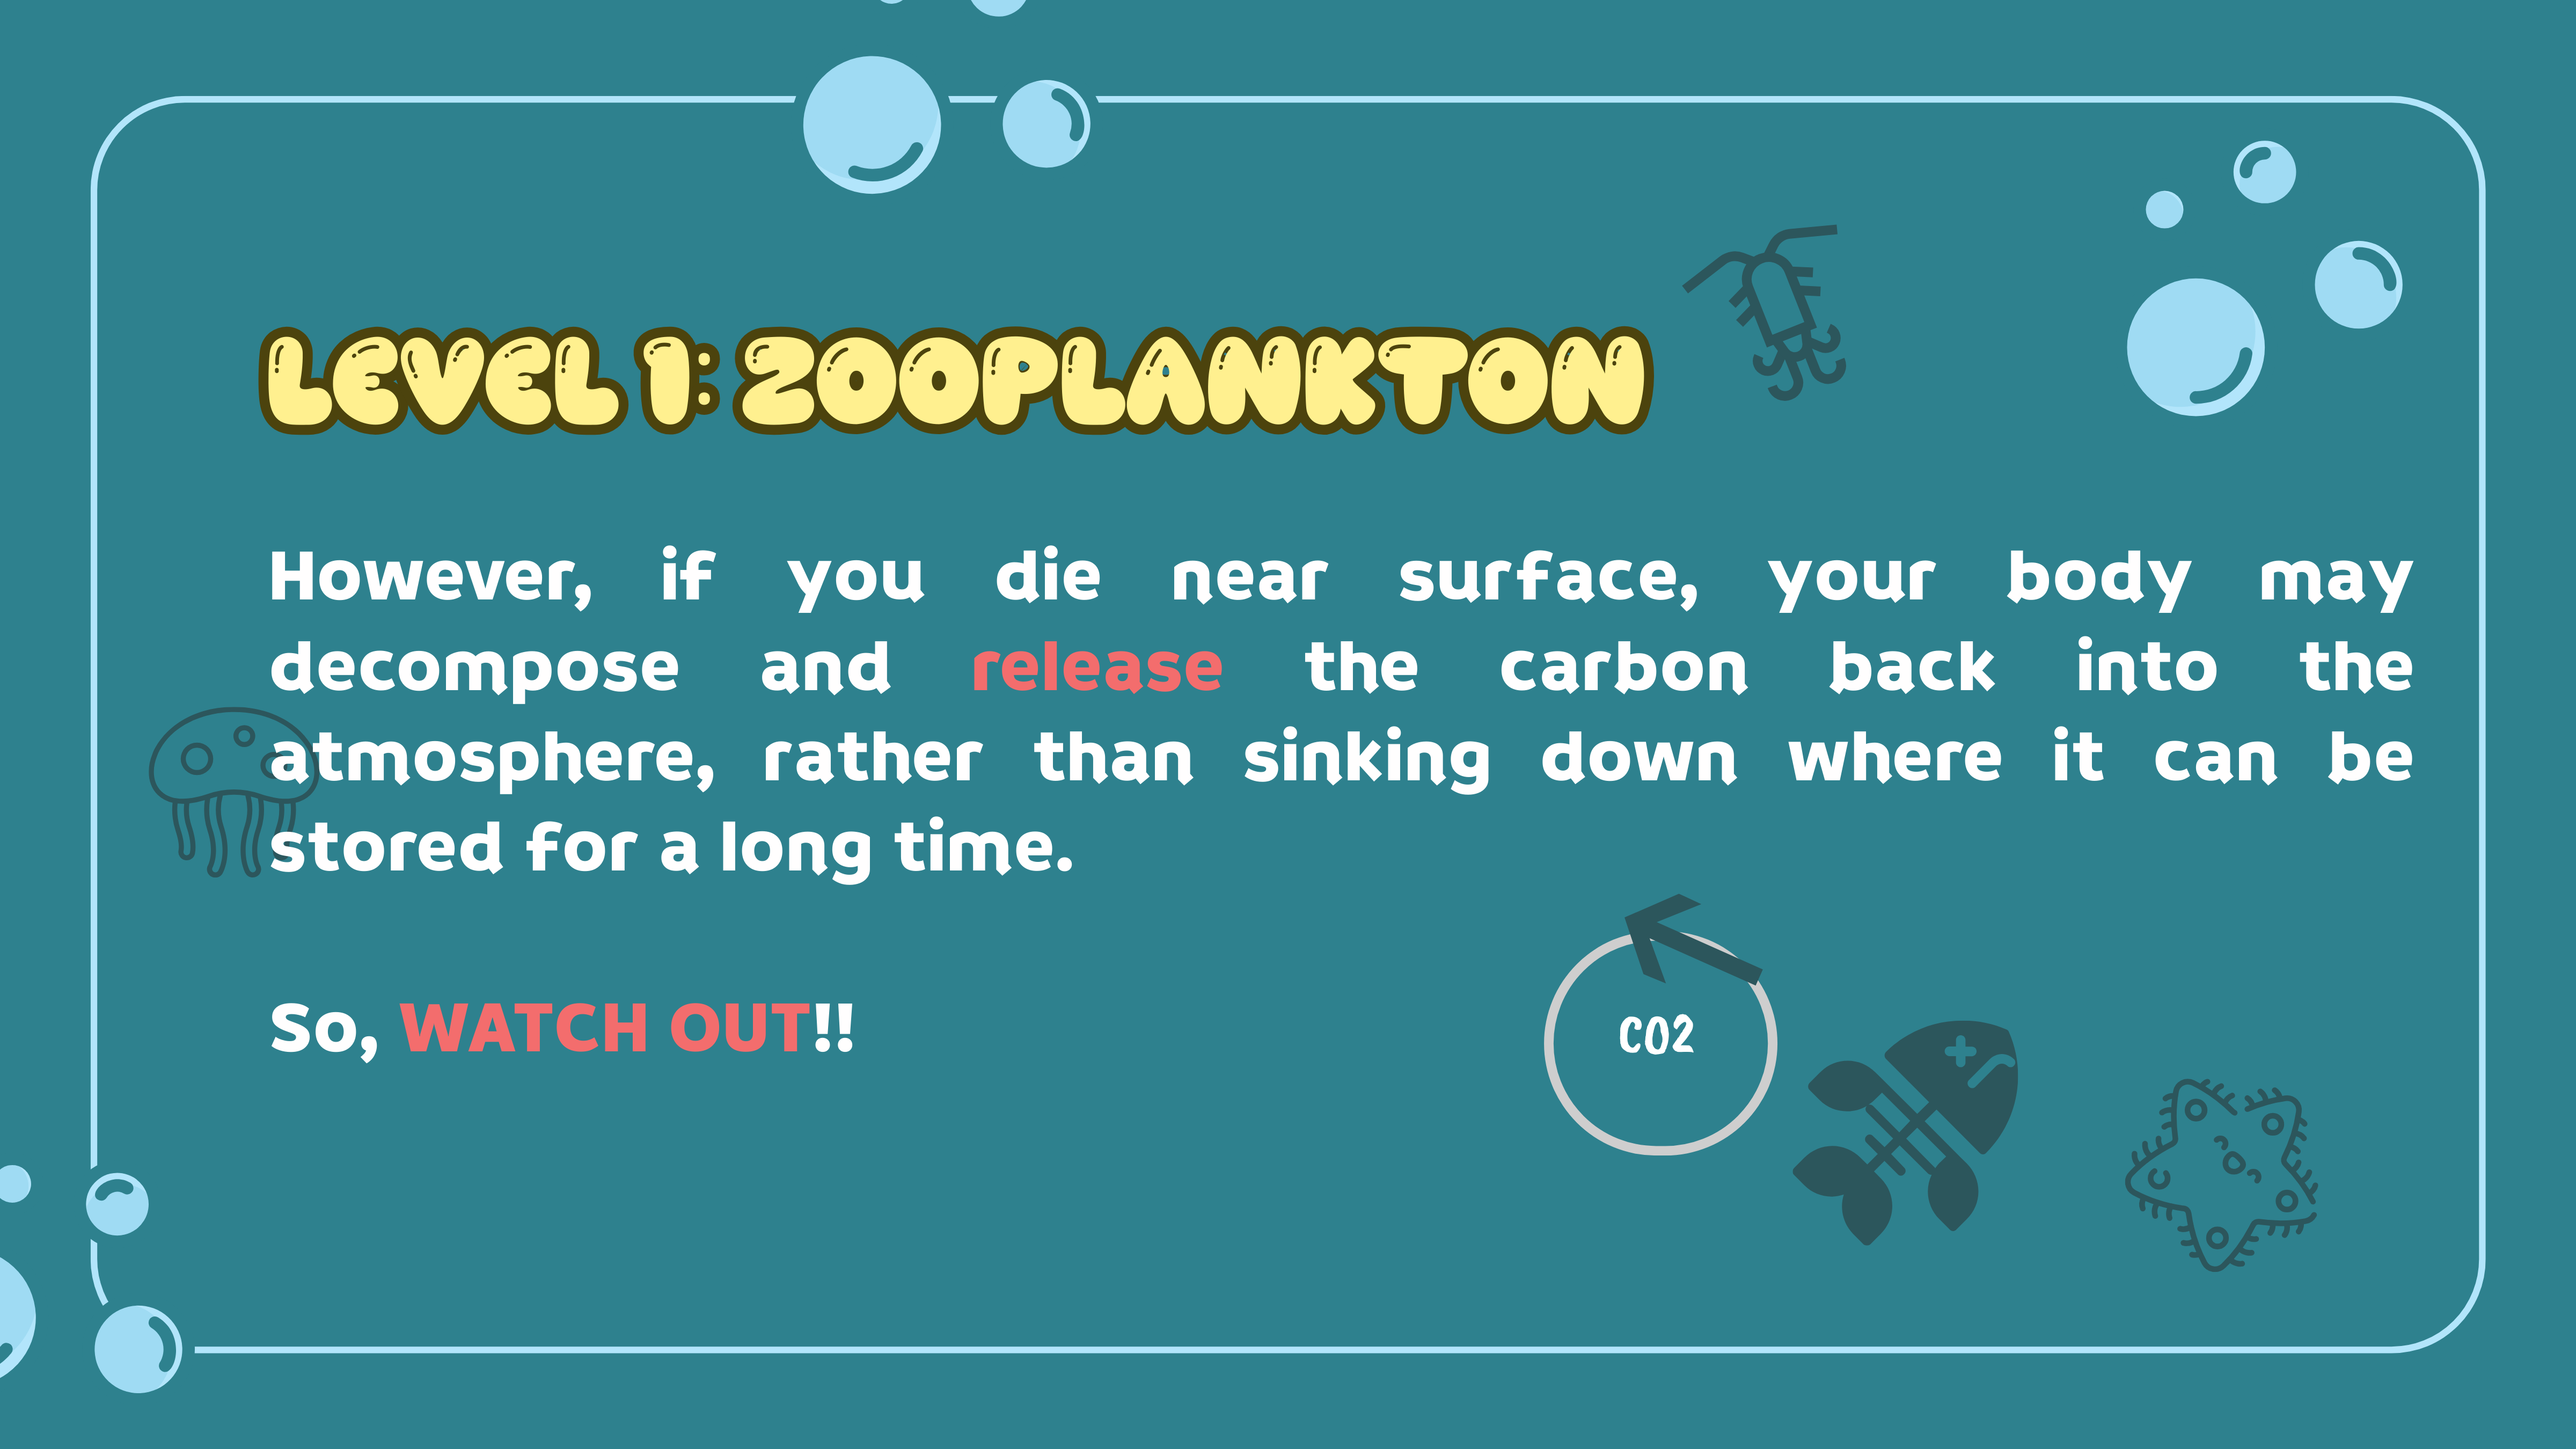 LEVEL 1: ZOOPLANKTON
However, if you die near surface, your body may
decompose and release the carbon back into the
atmosphere, rather than sinking down where it can be
stored for a long time.
So, WATCH OUT!!
CO2